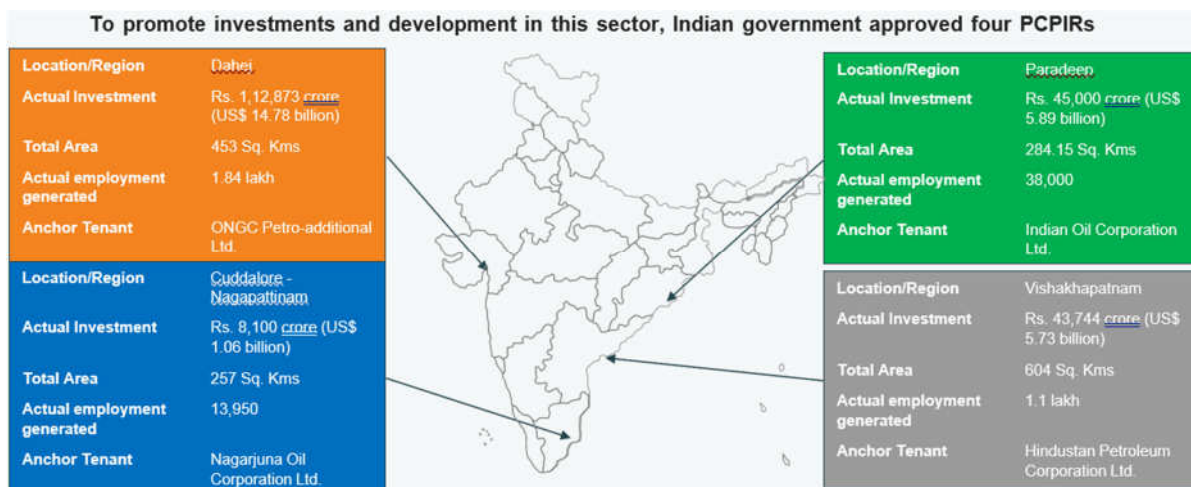 To promote investments and development in this sector, Indian government approved four PCPIRs
Location/Region Dahej
Actual Investment Rs. 1,12,873 crore
(US$ 14.78 billion)
Total Area 453 Sq. Kms
Actual employment 1.84 lakh
generated
Anchor Tenant ONGC Petro-additional
Ltd.
Location/Region Cuddalore -
Nagapattinam
Actual Investment Rs. 8,100 crore (US$
1.06 billion)
Total Area 257 Sq. Kms
Actual employment 13,950
generated
Anchor Tenant Nagarjuna Oil
Corporation Ltd.
Location/Region Paradeep
Actual Investment Rs. 45,000 crore (US$
5.89 billion)
Total Area 284.15 Sq. Kms
Actual employment 38,000
generated
Anchor Tenant Indian Oil Corporation
Ltd.
Location/Region Vishakhapatnam
Actual Investment Rs. 43,744 crore (US$
5.73 billion)
Total Area 604 Sq. Kms
Actual employment 1.1 lakh
generated
Anchor Tenant Hindustan Petroleum
Corporation Ltd.